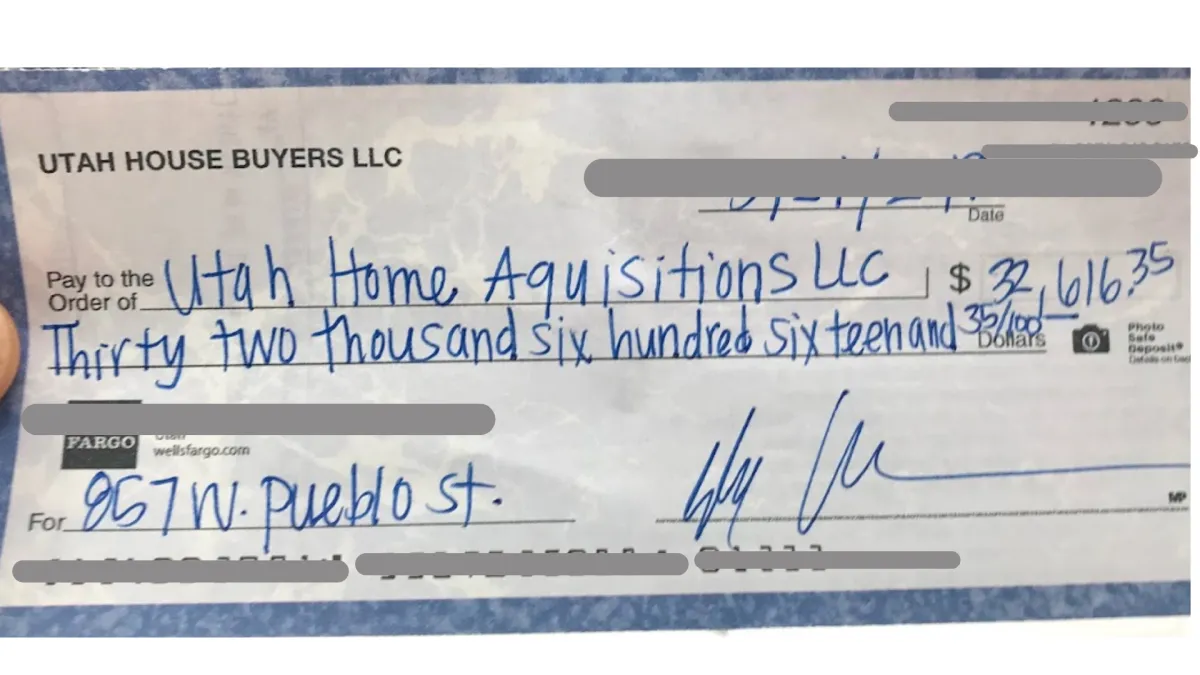 UTAH HOUSE BUYERS LLC
Date
Pay to the
Order of Utah Home Aquisitions LLC $ 32,616.35
Thirty two thousand six hundred sixteen and 35/100 Dollars
Photo
Safe
Deposit®
FARGO
wellsfargo.com
For 857 W. Pueblo St.
MP